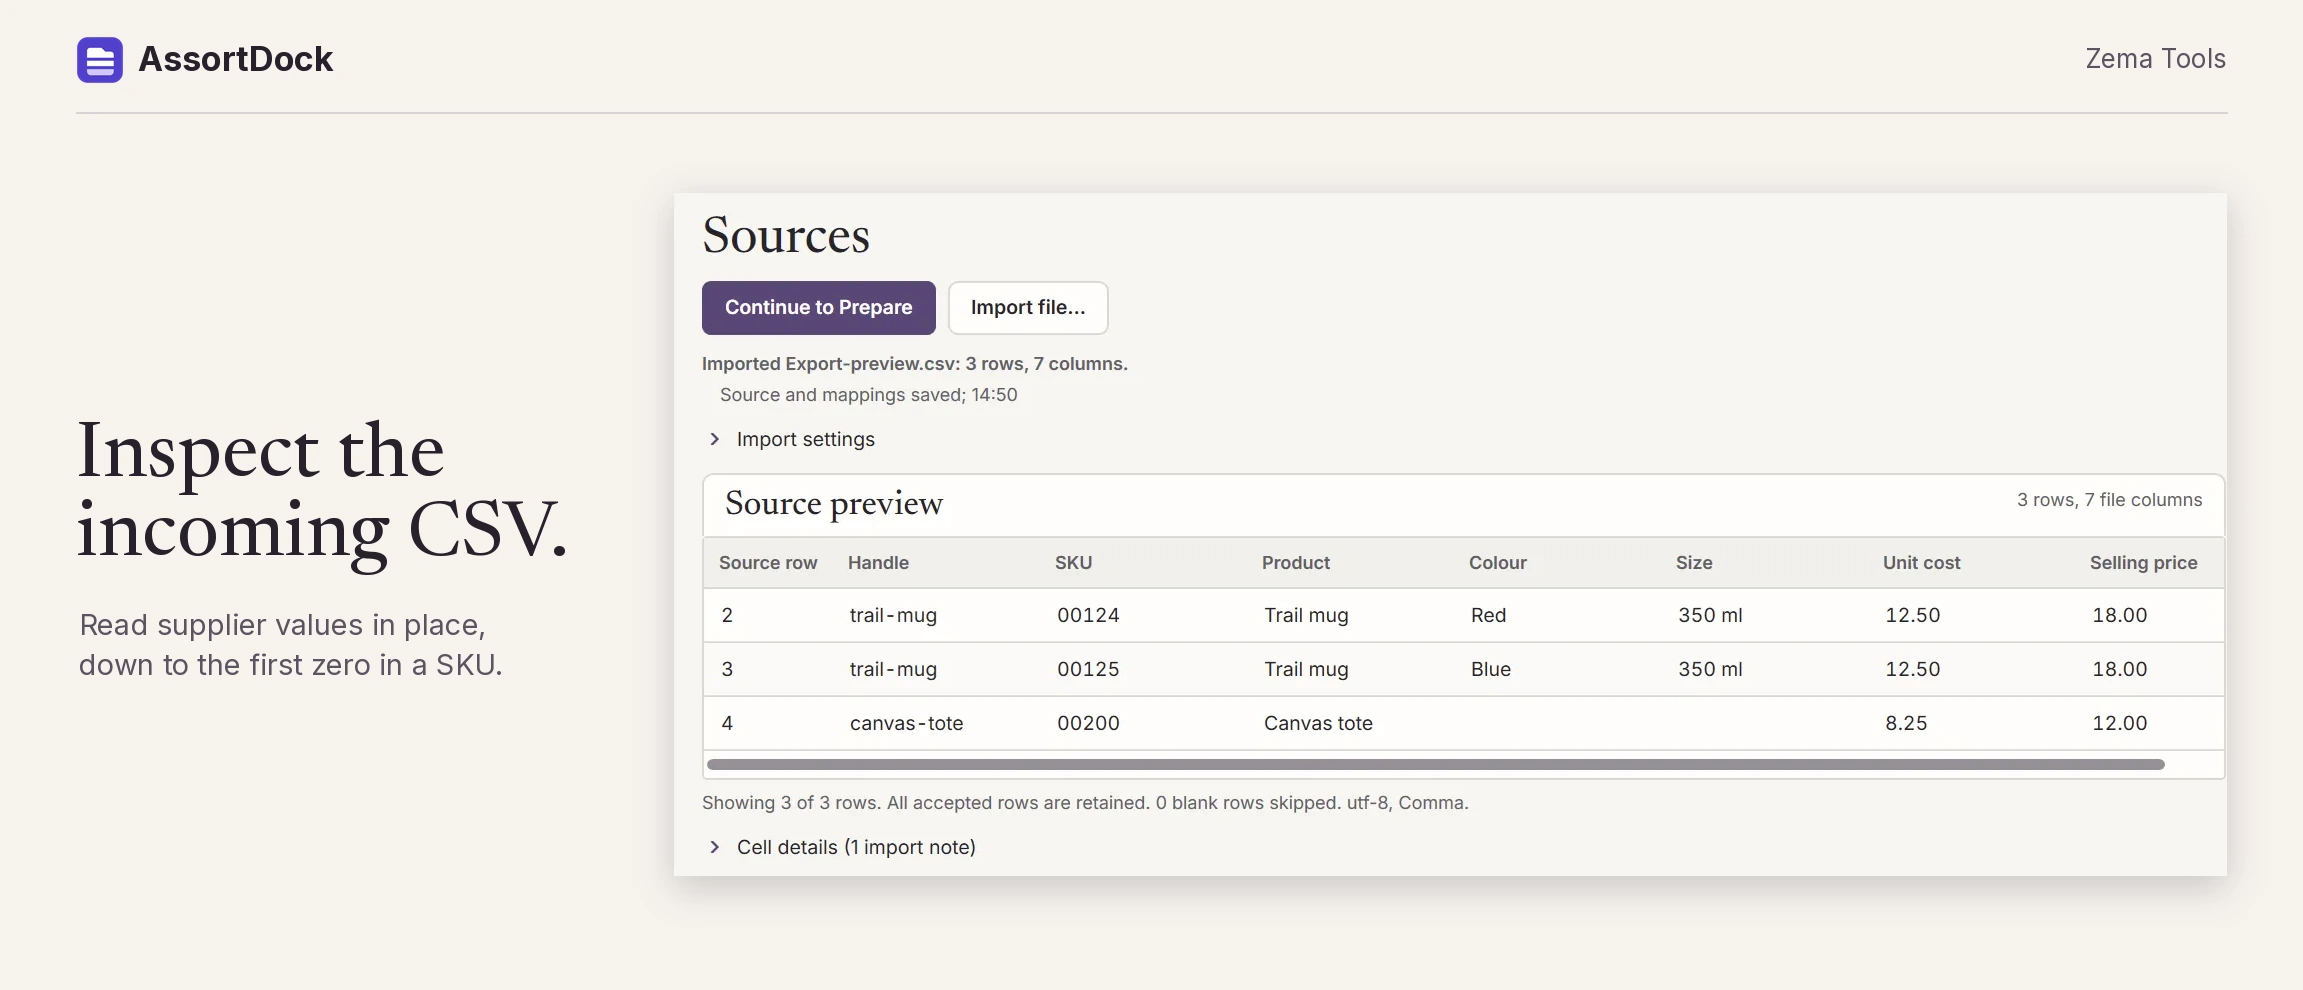 AssortDock
Zema Tools
Inspect the
incoming CSV.
Read supplier values in place,
down to the first zero in a SKU.
Sources
Continue to Prepare
Import file...
Imported Export-preview.csv: 3 rows, 7 columns.
Source and mappings saved; 14:50
Import settings
Source preview
3 rows, 7 file columns
Source row Handle SKU Product Colour Size Unit cost Selling price
2 trail-mug 00124 Trail mug Red 350 ml 12.50 18.00
3 trail-mug 00125 Trail mug Blue 350 ml 12.50 18.00
4 canvas-tote 00200 Canvas tote 8.25 12.00
Showing 3 of 3 rows. All accepted rows are retained. 0 blank rows skipped. utf-8, Comma.
Cell details (1 import note)